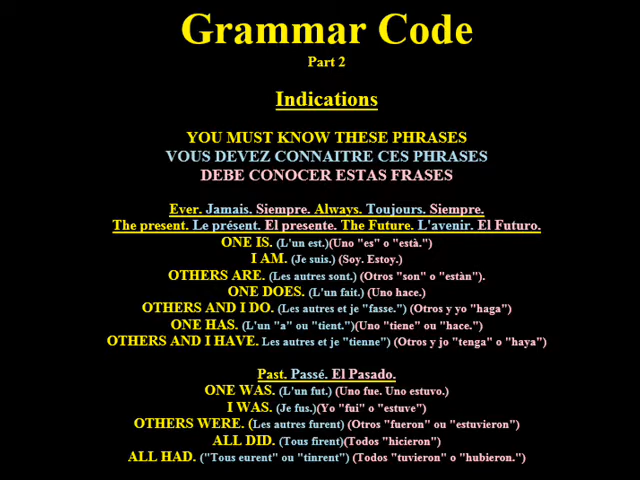 Grammar Code
Part 2
Indications
YOU MUST KNOW THESE PHRASES
VOUS DEVEZ CONNAITRE CES PHRASES
DEBE CONOCER ESTAS FRASES
Ever. Jamais. Siempre. Always. Toujours. Siempre.
The present. Le présent. El presente. The Future. L'avenir. El Futuro.
ONE IS. (L'un est.)(Uno "es" o "està.")
I AM. (Je suis.) (Soy. Estoy.)
OTHERS ARE. (Les autres sont.) (Otros "son" o "estàn").
ONE DOES. (L'un fait.) (Uno hace.)
OTHERS AND I DO. (Les autres et je "fasse.") (Otros y yo "haga")
ONE HAS. (L'un "a" ou "tient.")(Uno "tiene" ou "hace.")
OTHERS AND I HAVE. Les autres et je "tienne") (Otros y jo "tenga" o "haya")
Past. Passé. El Pasado.
ONE WAS. (L'un fut.) (Uno fue. Uno estuvo.)
I WAS. (Je fus.)(Yo "fui" o "estuve")
OTHERS WERE. (Les autres furent) (Otros "fueron" ou "estuvieron")
ALL DID. (Tous firent)(Todos "hicieron")
ALL HAD. ("Tous eurent" ou "tinrent") (Todos "tuvieron" o "hubieron.")